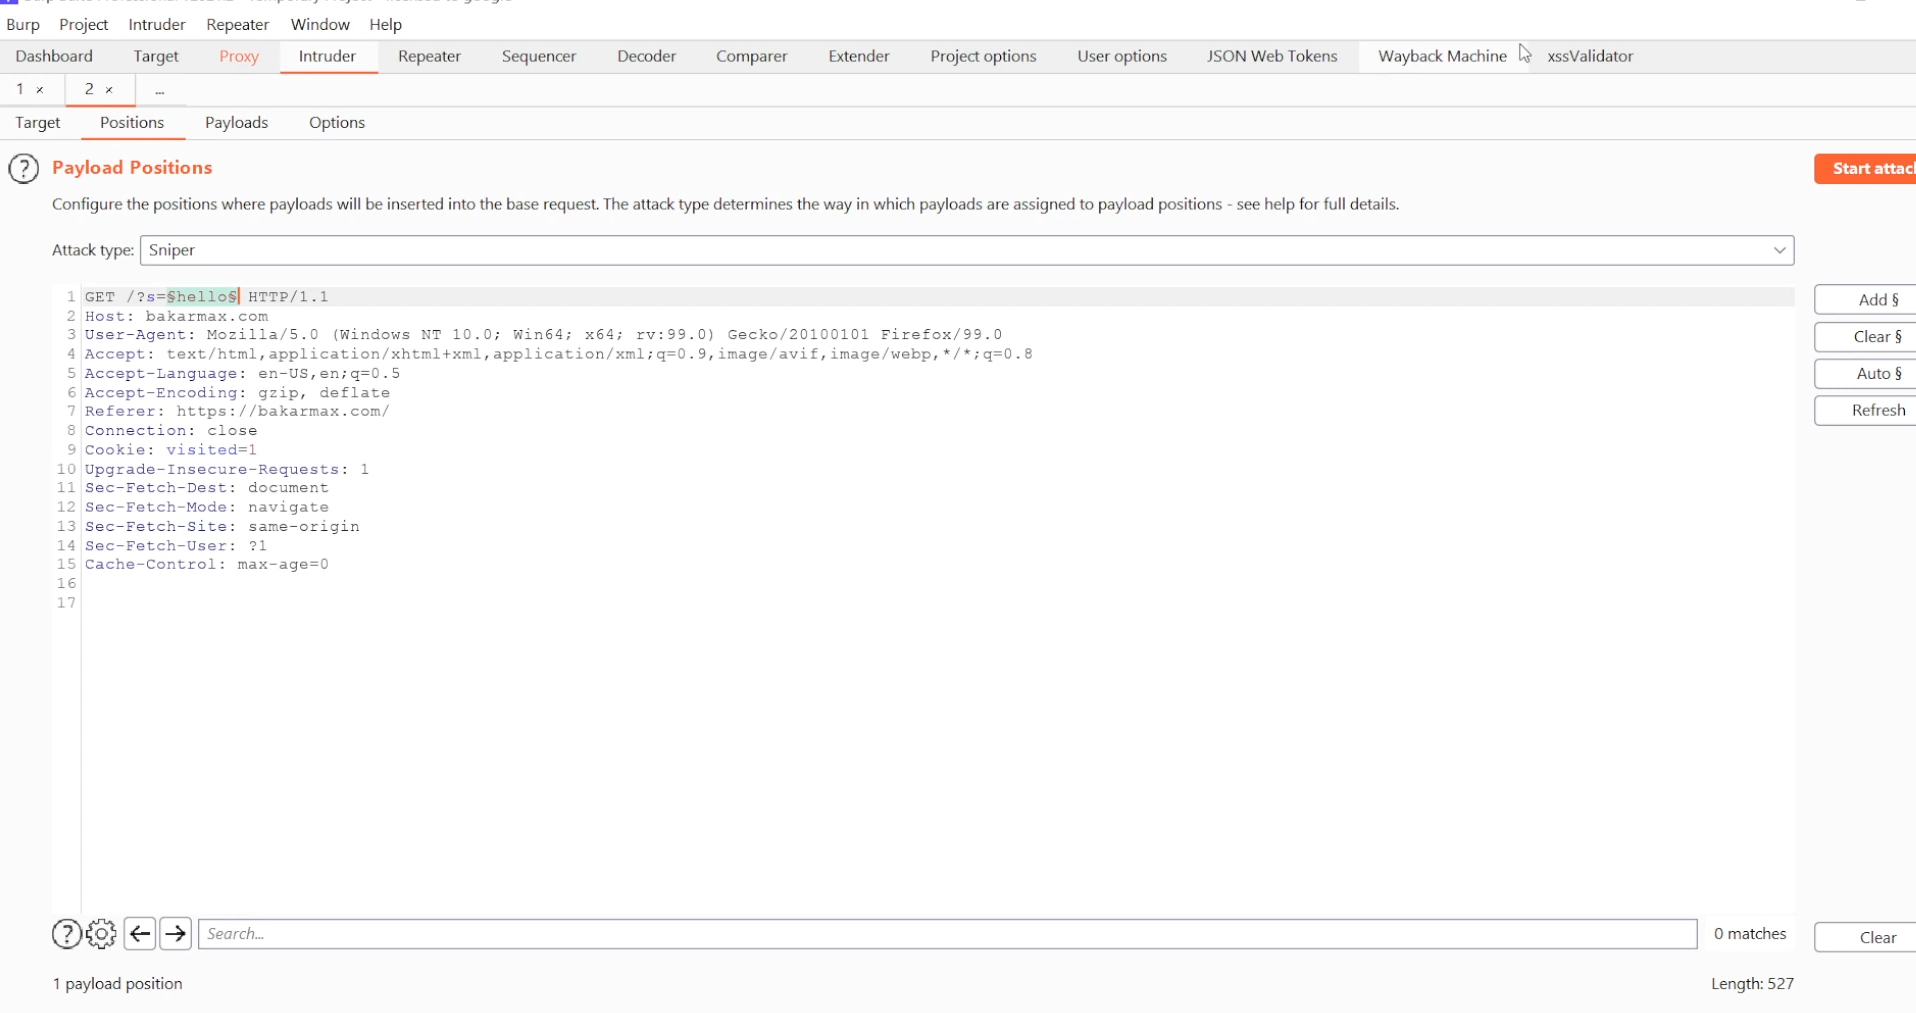 Burp Project Intruder Repeater Window Help
Dashboard Target Proxy Intruder Repeater Sequencer Decoder Comparer Extender Project options User options JSON Web Tokens Wayback Machine xssValidator
1 × 2 × ...
Target Positions Payloads Options
? Payload Positions Start attac
Configure the positions where payloads will be inserted into the base request. The attack type determines the way in which payloads are assigned to payload positions - see help for full details.
Attack type: Sniper
1 GET /?s=§hello§ HTTP/1.1 Add §
2 Host: bakarmax.com
3 User-Agent: Mozilla/5.0 (Windows NT 10.0; Win64; x64; rv:99.0) Gecko/20100101 Firefox/99.0 Clear §
4 Accept: text/html,application/xhtml+xml,application/xml;q=0.9,image/avif,image/webp,*/*;q=0.8
5 Accept-Language: en-US,en;q=0.5 Auto §
6 Accept-Encoding: gzip, deflate
7 Referer: https://bakarmax.com/ Refresh
8 Connection: close
9 Cookie: visited=1
10 Upgrade-Insecure-Requests: 1
11 Sec-Fetch-Dest: document
12 Sec-Fetch-Mode: navigate
13 Sec-Fetch-Site: same-origin
14 Sec-Fetch-User: ?1
15 Cache-Control: max-age=0
16
17
? Search... 0 matches Clear
1 payload position Length: 527